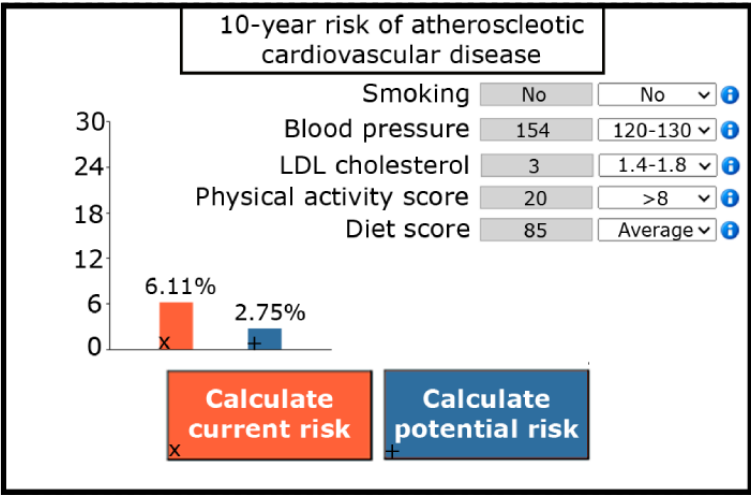 10-year risk of atheroscleotic
cardiovascular disease
Smoking No No
Blood pressure 154 120-130
LDL cholesterol 3 1.4-1.8
Physical activity score 20 >8
Diet score 85 Average
30
24
18
12
6
0
6.11%
2.75%
x +
Calculate
current risk
x
Calculate
potential risk
+